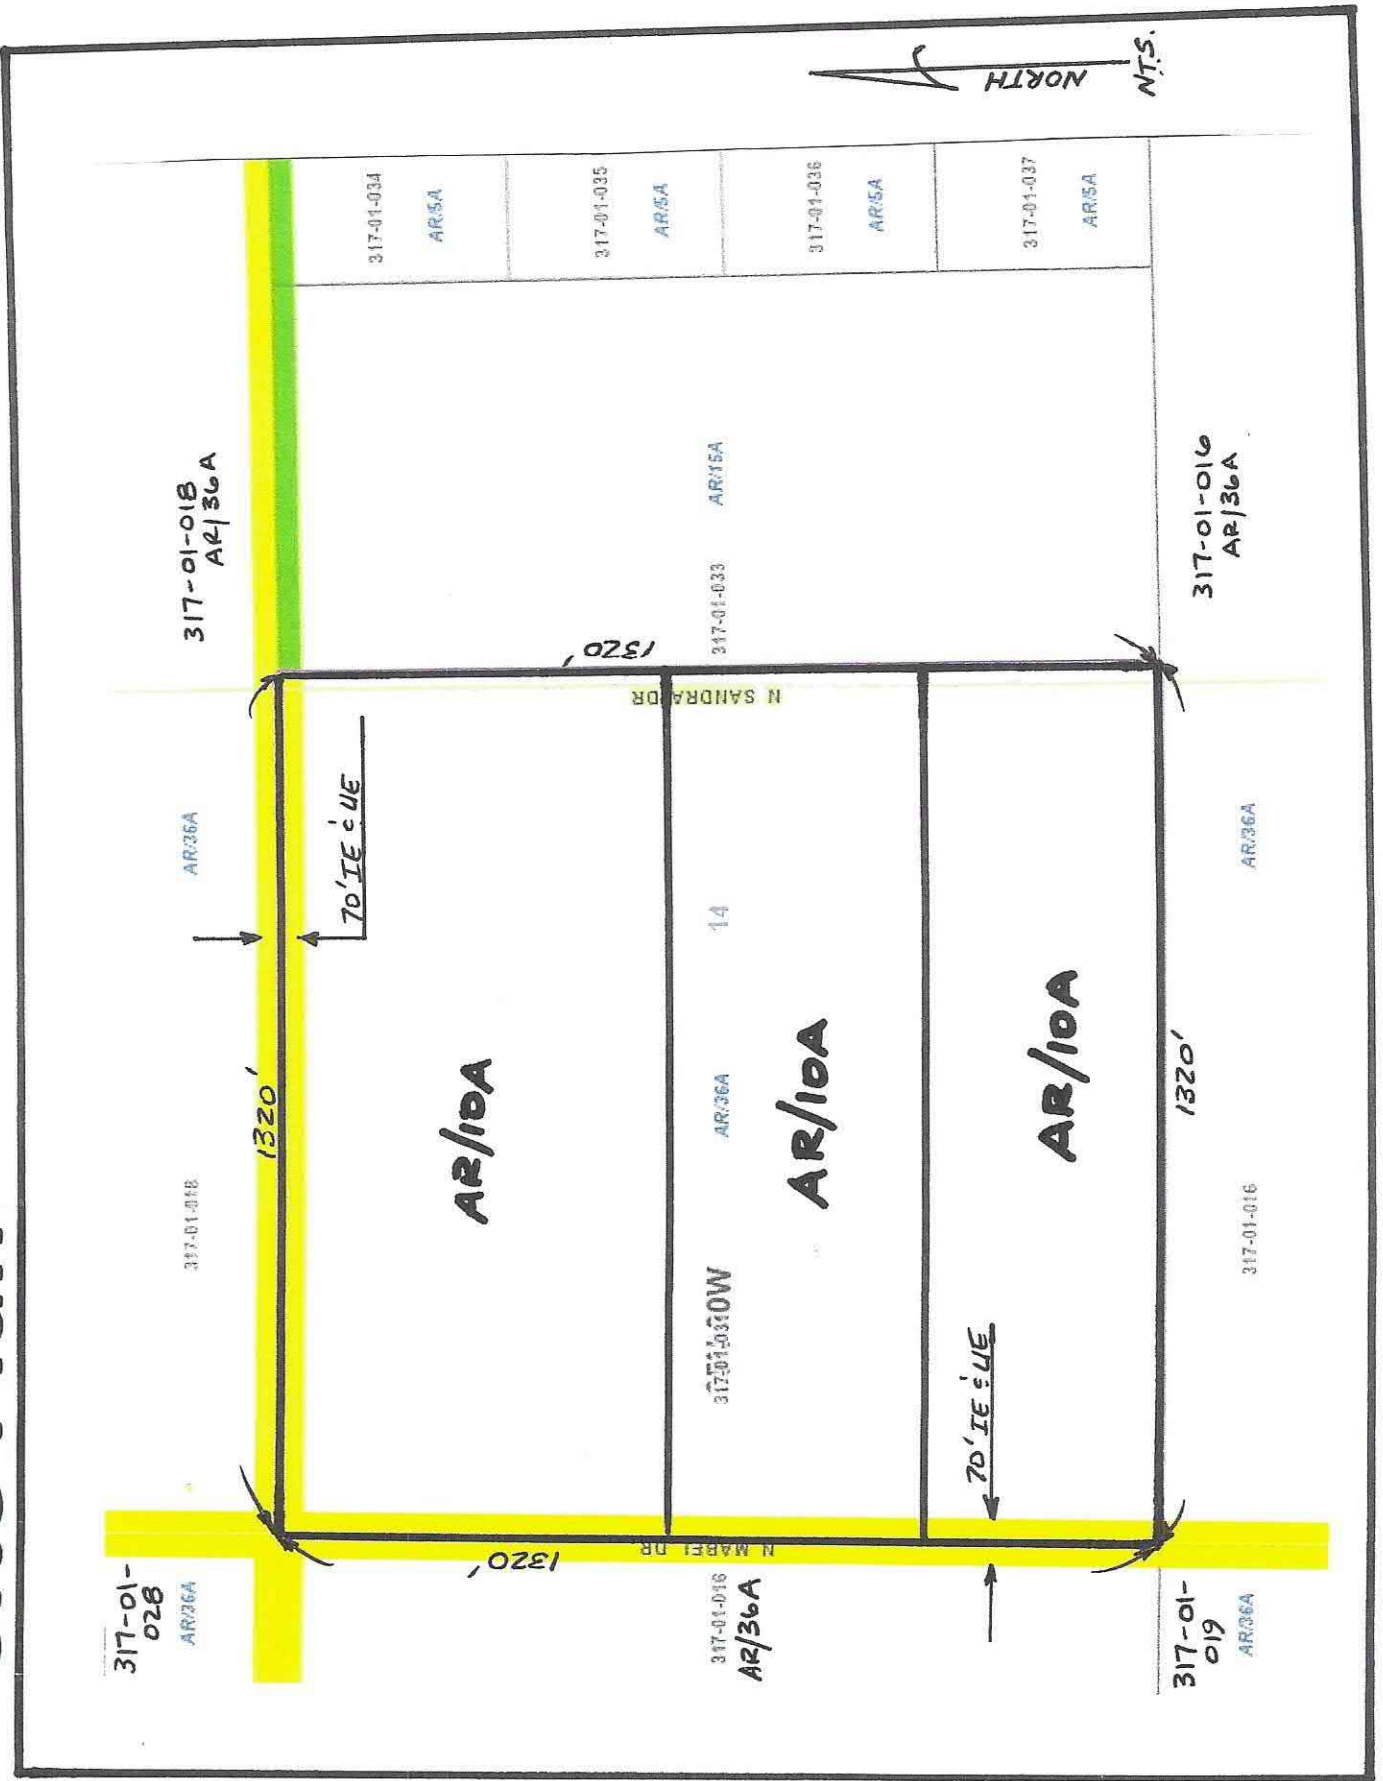 317-01-018
AR/36A
AR/36A
317-01-018
317-01-
028
AR/36A
1320'
70' IE & UE
317-01-034
AR/5A
317-01-035
AR/5A
317-01-036
AR/5A
317-01-037
AR/5A
AR/10A
1320'
N SANDRA DR
317-01-033
AR/15A
14
AR/36A
AR/10A
1320'
N MABEL DR.
317-01-016
AR/36A
AR/10A
70' IE & UE
1320'
317-01-016
AR/36A
317-01-016
AR/36A
317-01-
019
AR/36A
NORTH
N.T.S.